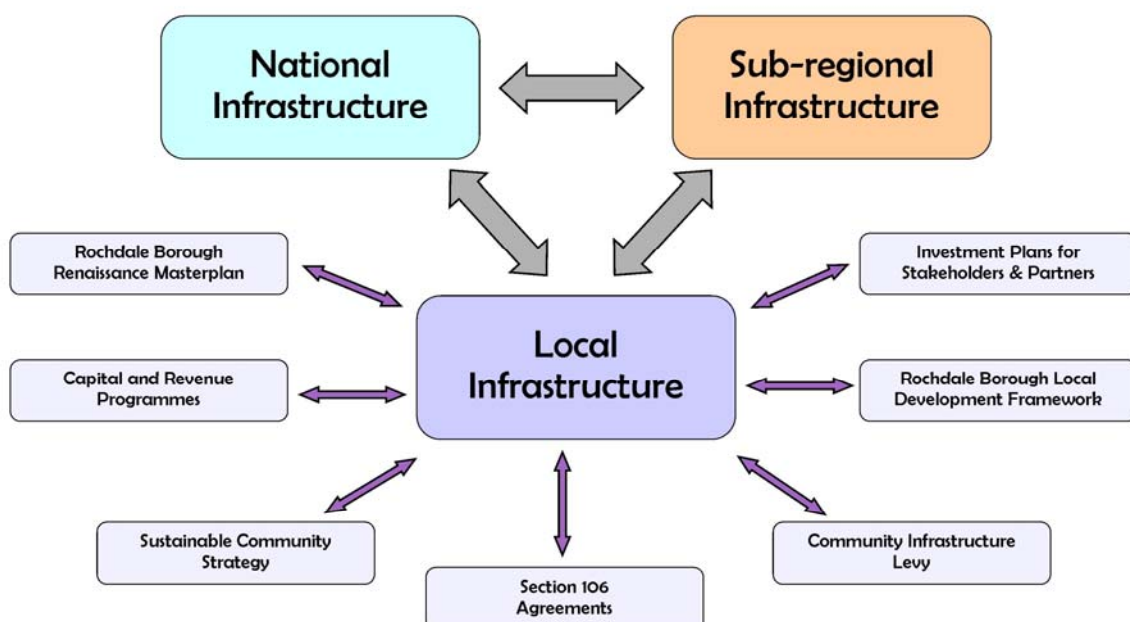 National
Infrastructure
Sub-regional
Infrastructure
Rochdale Borough
Renaissance Masterplan
Investment Plans for
Stakeholders & Partners
Local
Infrastructure
Capital and Revenue
Programmes
Rochdale Borough Local
Development Framework
Sustainable Community
Strategy
Section 106
Agreements
Community Infrastructure
Levy